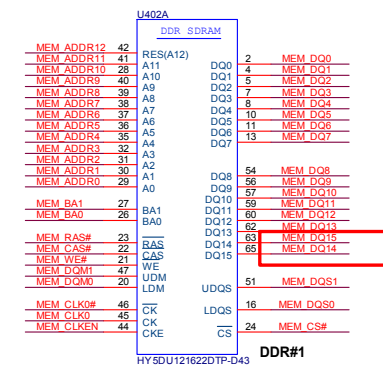 U402A
DDR SDRAM
MEM_ADDR12 42 RES(A12)
MEM_ADDR11 41 A11 DQ0 2 MEM_DQ0
MEM_ADDR10 28 A10 DQ1 4 MEM_DQ1
MEM_ADDR9 40 A9 DQ2 5 MEM_DQ2
MEM_ADDR8 39 A8 DQ3 7 MEM_DQ3
MEM_ADDR7 38 A7 DQ4 8 MEM_DQ4
MEM_ADDR6 37 A6 DQ5 10 MEM_DQ5
MEM_ADDR5 36 A5 DQ6 11 MEM_DQ6
MEM_ADDR4 35 A4 DQ7 13 MEM_DQ7
MEM_ADDR3 32 A3
MEM_ADDR2 31 A2
MEM_ADDR1 30 A1 DQ8 54 MEM_DQ8
MEM_ADDR0 29 A0 DQ9 56 MEM_DQ9
DQ10 57 MEM_DQ10
MEM_BA1 27 BA1 DQ11 59 MEM_DQ11
MEM_BA0 26 BA0 DQ12 60 MEM_DQ12
DQ13 62 MEM_DQ13
MEM_RAS# 23 RAS DQ14 63 MEM_DQ15
MEM_CAS# 22 CAS DQ15 65 MEM_DQ14
MEM_WE# 21 WE
MEM_DQM1 47 UDM UDQS 51 MEM_DQS1
MEM_DQM0 20 LDM
MEM_CLK0# 46 CK LDQS 16 MEM_DQS0
MEM_CLK0 45 CK
MEM_CLKEN 44 CKE CS 24 MEM_CS#
DDR#1
HY5DU121622DTP-D43